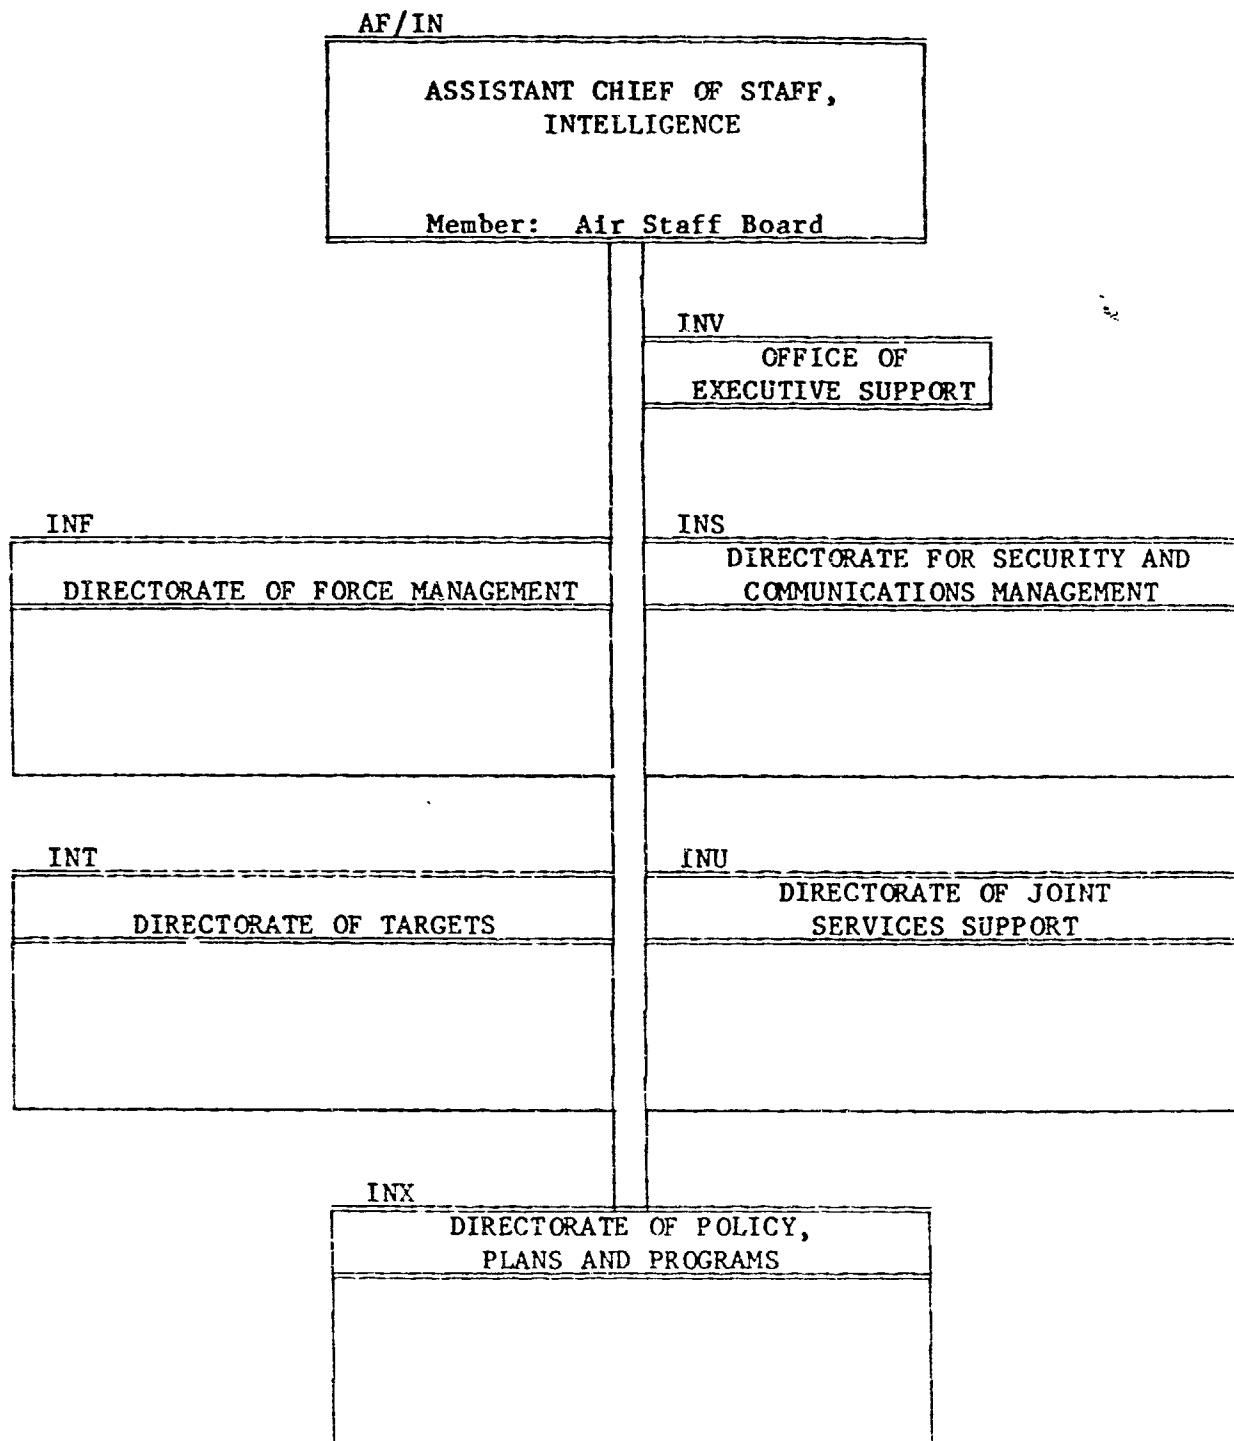 AF/IN
ASSISTANT CHIEF OF STAFF,
INTELLIGENCE
Member: Air Staff Board
INV
OFFICE OF
EXECUTIVE SUPPORT
INF
DIRECTORATE OF FORCE MANAGEMENT
INS
DIRECTORATE FOR SECURITY AND
COMMUNICATIONS MANAGEMENT
INT
DIRECTORATE OF TARGETS
INU
DIRECTORATE OF JOINT
SERVICES SUPPORT
INX
DIRECTORATE OF POLICY,
PLANS AND PROGRAMS